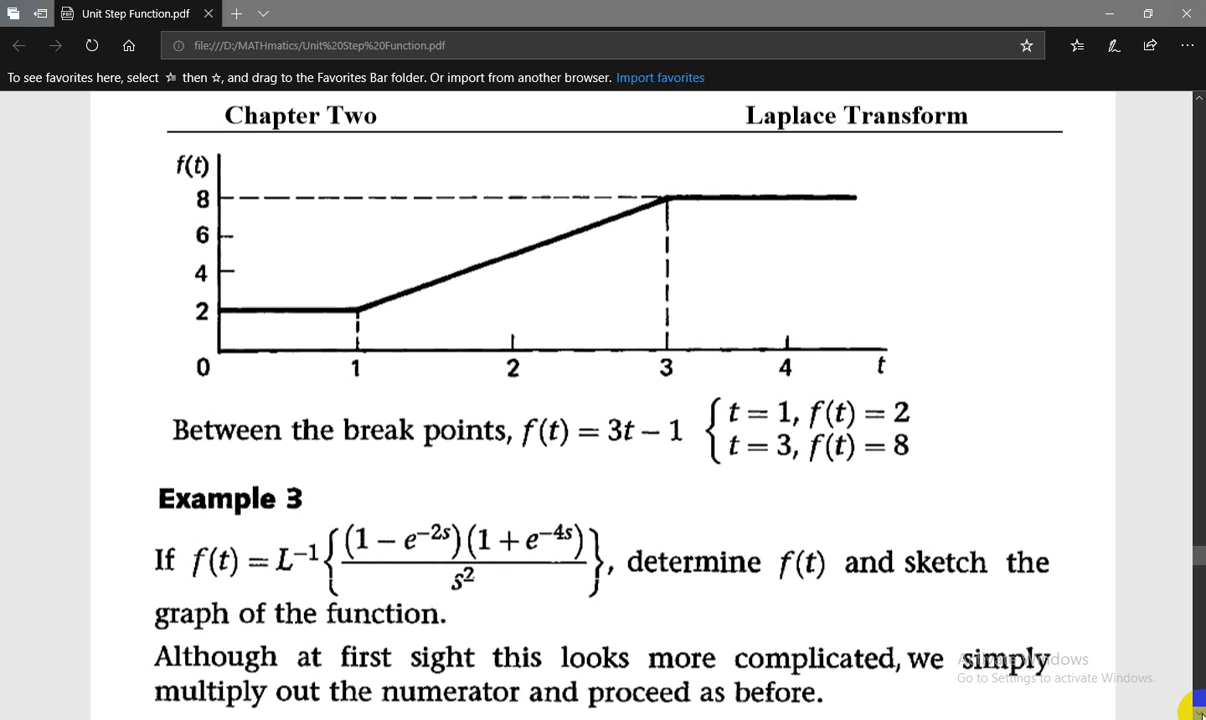 Unit Step Function.pdf
file:///D:/MATHmatics/Unit%20Step%20Function.pdf
To see favorites here, select ☆ then ☆, and drag to the Favorites Bar folder. Or import from another browser. Import favorites
Chapter Two Laplace Transform
f(t)
8
6
4
2
0 1 2 3 4 t
Between the break points, f(t) = 3t − 1 { t = 1, f(t) = 2
t = 3, f(t) = 8
Example 3
If f(t) = L⁻¹{(1 − e⁻²ˢ)(1 + e⁻⁴ˢ) / s²}, determine f(t) and sketch the
graph of the function.
Although at first sight this looks more complicated, we simply
multiply out the numerator and proceed as before.
Activate Windows
Go to Settings to activate Windows.